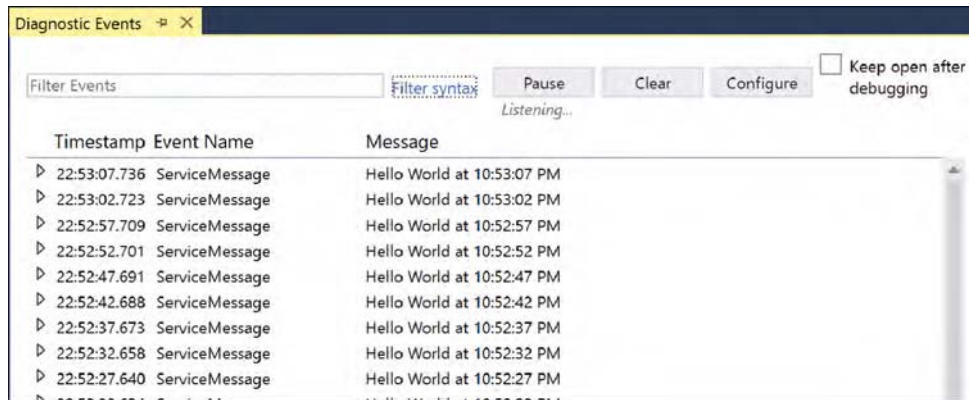 Diagnostic Events
Filter Events Filter syntax Pause Clear Configure Keep open after debugging
Listening...
Timestamp Event Name Message
22:53:07.736 ServiceMessage Hello World at 10:53:07 PM
22:53:02.723 ServiceMessage Hello World at 10:53:02 PM
22:52:57.709 ServiceMessage Hello World at 10:52:57 PM
22:52:52.701 ServiceMessage Hello World at 10:52:52 PM
22:52:47.691 ServiceMessage Hello World at 10:52:47 PM
22:52:42.688 ServiceMessage Hello World at 10:52:42 PM
22:52:37.673 ServiceMessage Hello World at 10:52:37 PM
22:52:32.658 ServiceMessage Hello World at 10:52:32 PM
22:52:27.640 ServiceMessage Hello World at 10:52:27 PM